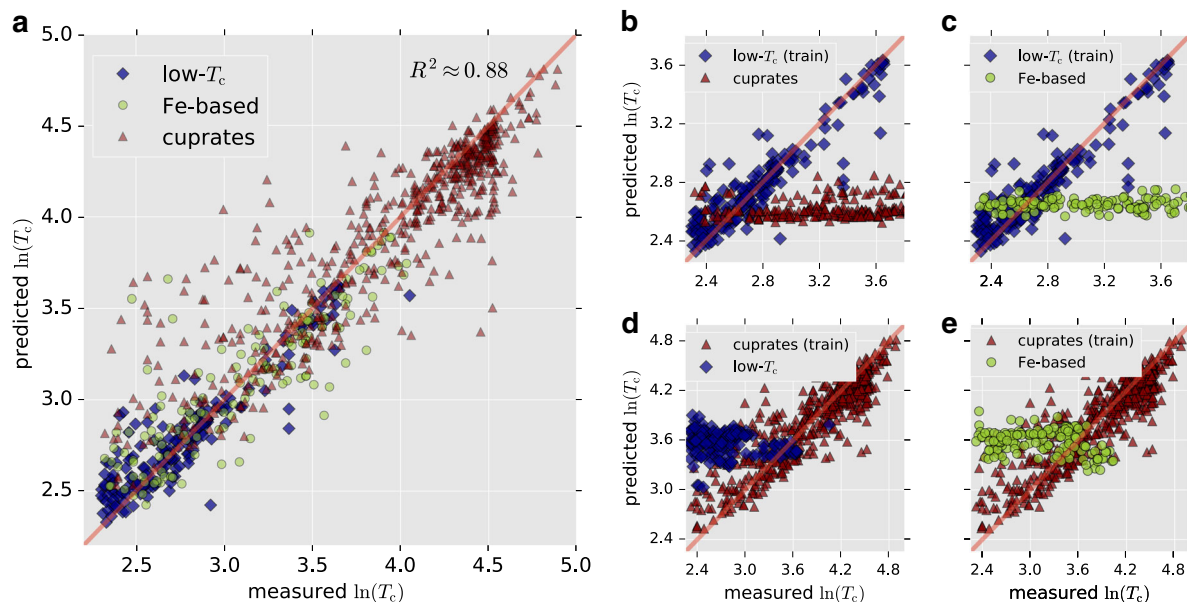 a
5.0
4.5
4.0
3.5
3.0
2.5
predicted ln(Tc)
low-Tc
Fe-based
cuprates
R² ≈ 0.88
2.5 3.0 3.5 4.0 4.5 5.0
measured ln(Tc)
b
3.6
3.2
2.8
2.4
predicted ln(Tc)
low-Tc (train)
cuprates
2.4 2.8 3.2 3.6
c
low-Tc (train)
Fe-based
2.4 2.8 3.2 3.6
d
4.8
4.2
3.6
3.0
2.4
predicted ln(Tc)
cuprates (train)
low-Tc
2.4 3.0 3.6 4.2 4.8
measured ln(Tc)
e
cuprates (train)
Fe-based
2.4 3.0 3.6 4.2 4.8
measured ln(Tc)